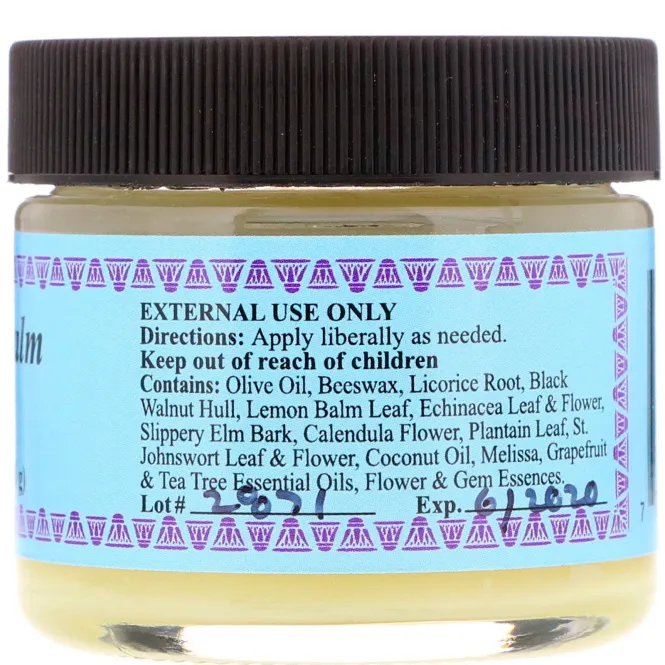 alm
EXTERNAL USE ONLY
Directions: Apply liberally as needed.
Keep out of reach of children
Contains: Olive Oil, Beeswax, Licorice Root, Black
Walnut Hull, Lemon Balm Leaf, Echinacea Leaf & Flower,
Slippery Elm Bark, Calendula Flower, Plantain Leaf, St.
Johnswort Leaf & Flower, Coconut Oil, Melissa, Grapefruit
& Tea Tree Essential Oils, Flower & Gem Essences.
g)
Lot# 29071 Exp. 6/2020
7